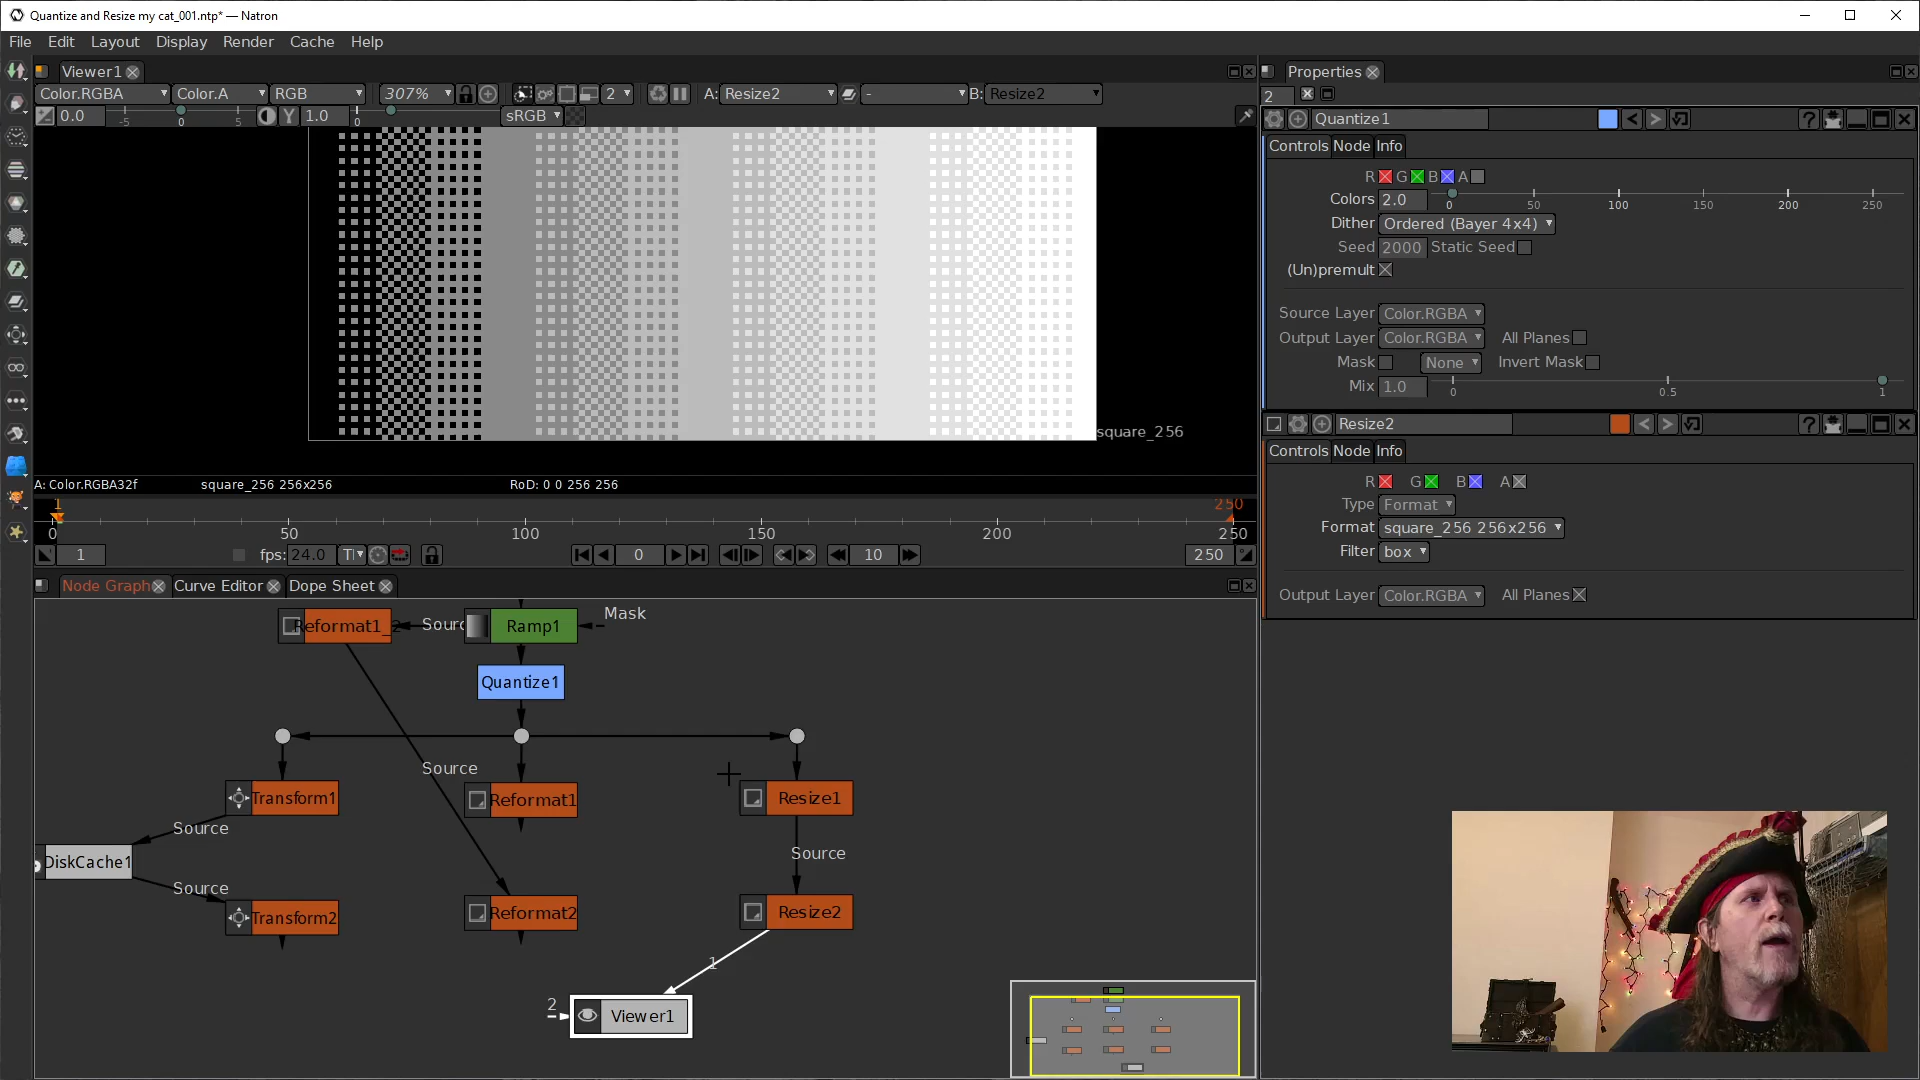 Quantize and Resize my cat_001.ntp* — Natron
File Edit Layout Display Render Cache Help
Viewer1
Color.RGBA Color.A RGB 307% 2 A: Resize2 - B: Resize2
0.0 -5 0 5 1.0 0 sRGB
square_256
A: Color.RGBA32f square_256 256x256 RoD: 0 0 256 256
1 250
0 50 100 150 200 250
1 fps: 24.0 0 10 250
Node Graph Curve Editor Dope Sheet
Reformat1_2 Ramp1 Mask
Quantize1
Source
Transform1 Reformat1 Resize1
Source
Source
DiskCache1
Source
Transform2 Reformat2 Resize2
1
2
Viewer1
Properties
2
Quantize1
Controls Node Info
R G B A
Colors 2.0 0 50 100 150 200 250
Dither Ordered (Bayer 4x4)
Seed 2000 Static Seed
(Un)premult
Source Layer Color.RGBA
Output Layer Color.RGBA All Planes
Mask None Invert Mask
Mix 1.0 0 0.5 1
Resize2
Controls Node Info
R G B A
Type Format
Format square_256 256x256
Filter box
Output Layer Color.RGBA All Planes